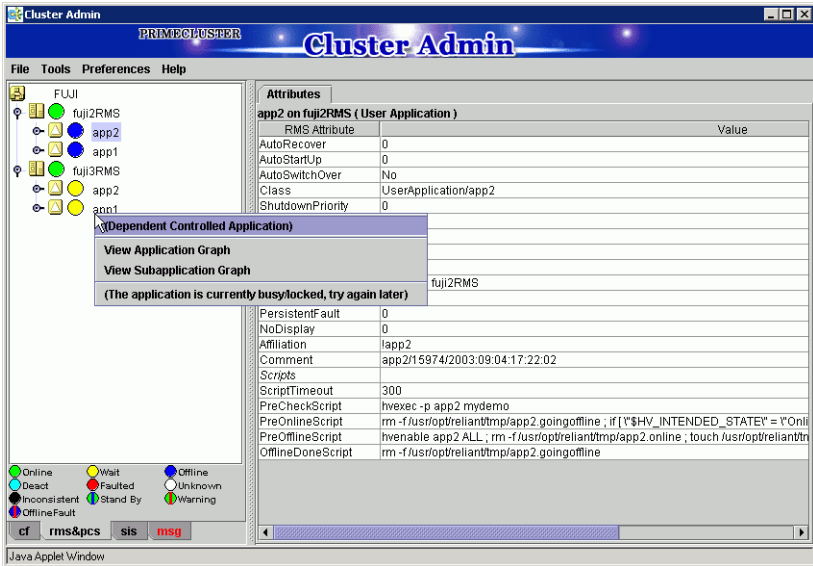 Cluster Admin
PRIMECLUSTER
Cluster Admin
File Tools Preferences Help
FUJI
fuji2RMS
app2
app1
fuji3RMS
app2
app1
Attributes
app2 on fuji2RMS ( User Application )
RMS Attribute Value
AutoRecover 0
AutoStartUp 0
AutoSwitchOver No
Class UserApplication/app2
ShutdownPriority 0
(Dependent Controlled Application)
View Application Graph
View Subapplication Graph
(The application is currently busy/locked, try again later)
fuji2RMS
PersistentFault 0
NoDisplay 0
Affiliation !app2
Comment app2/15974/2003:09:04:17:22:02
Scripts
ScriptTimeout 300
PreCheckScript hvexec -p app2 mydemo
PreOnlineScript rm -f /usr/opt/reliant/tmp/app2.goingoffline ; if [ \"$HV_INTENDED_STATE\" = \"Onli
PreOfflineScript hvenable app2 ALL ; rm -f /usr/opt/reliant/tmp/app2.online ; touch /usr/opt/reliant/tn
OfflineDoneScript rm -f /usr/opt/reliant/tmp/app2.goingoffline
Online Wait Offline
Deact Faulted Unknown
Inconsistent Stand By Warning
OfflineFault
cf rms&pcs sis msg
Java Applet Window